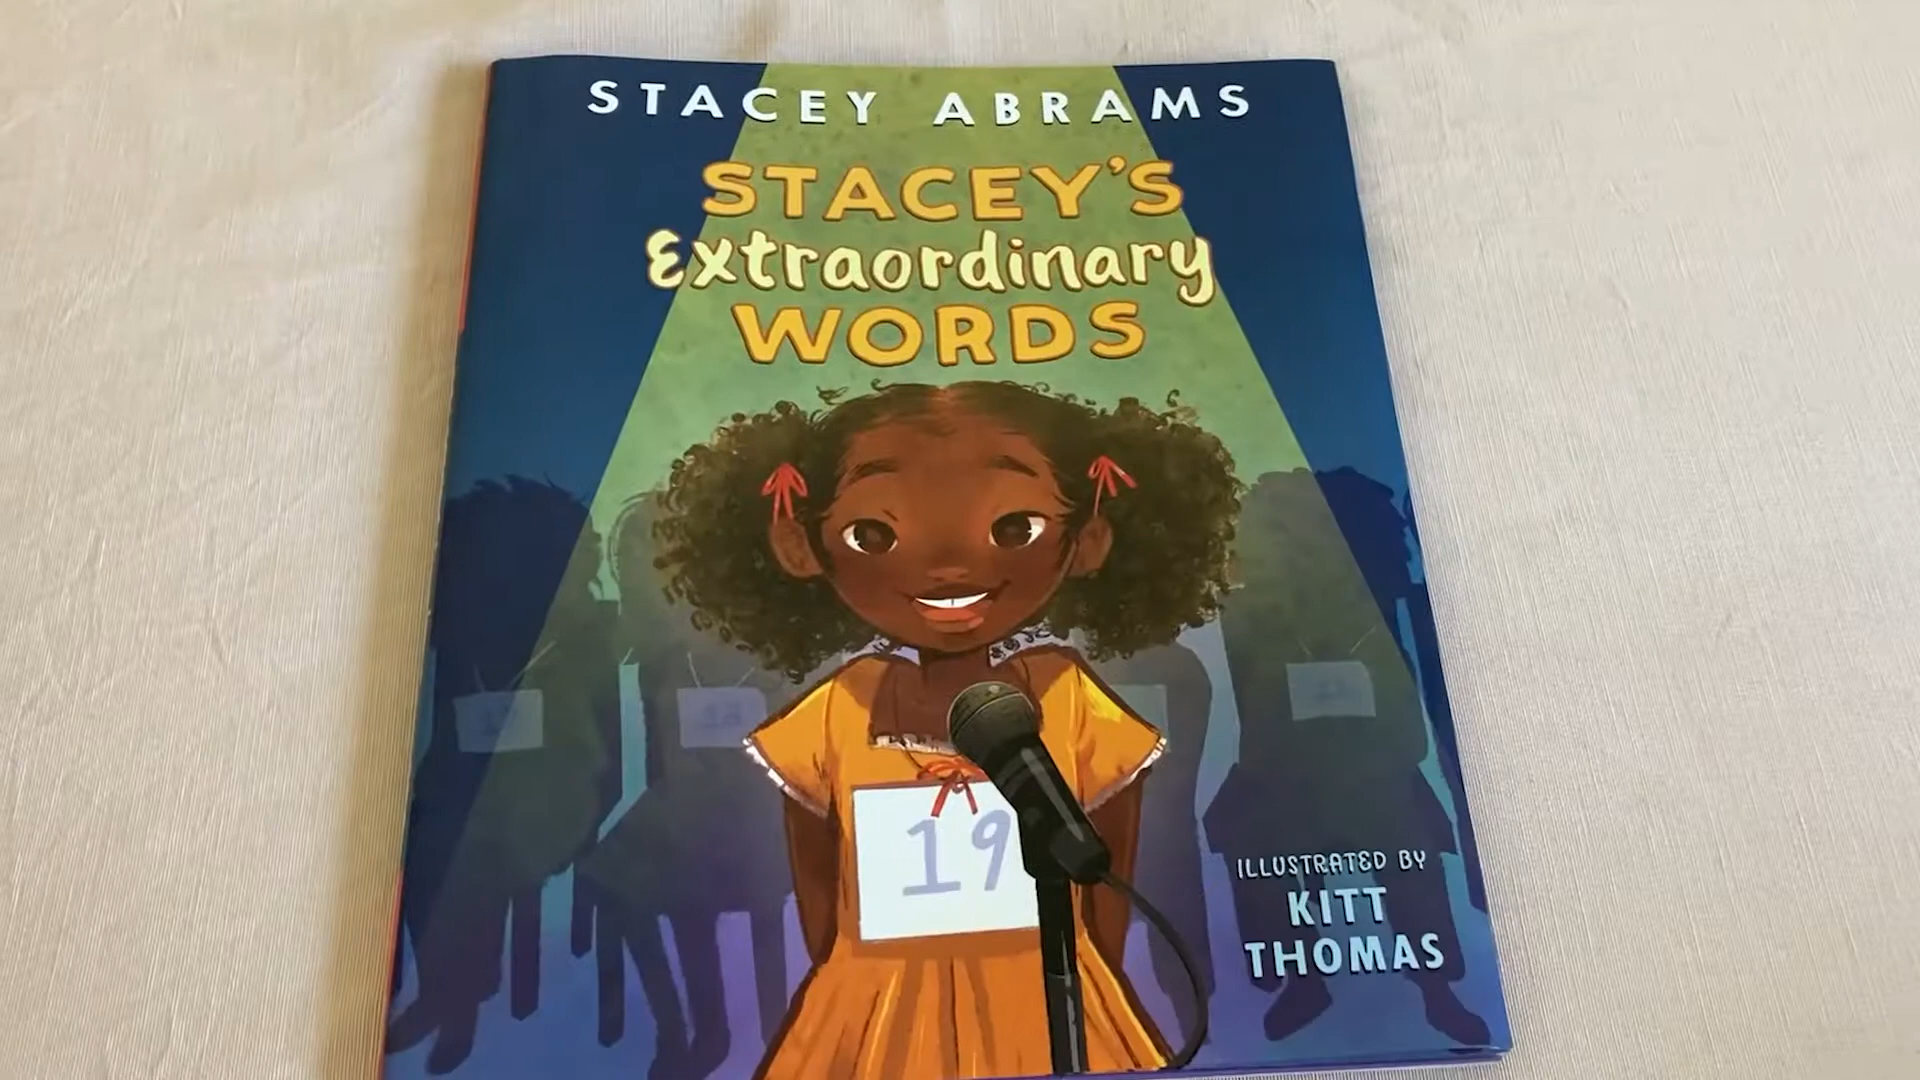 STACEY ABRAMS
STACEY'S
Extraordinary
WORDS
19
ILLUSTRATED BY
KITT
THOMAS